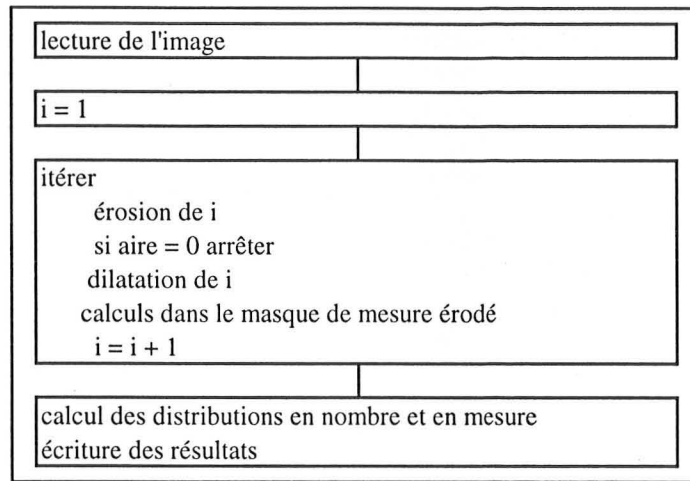 lecture de l'image
i = 1
itérer
érosion de i
si aire = 0 arrêter
dilatation de i
calculs dans le masque de mesure érodé
i = i + 1
calcul des distributions en nombre et en mesure
écriture des résultats